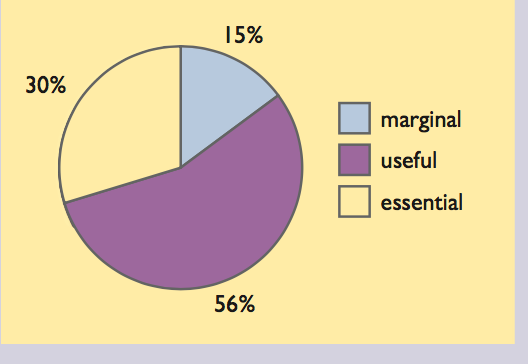 15%
30%
marginal
useful
essential
56%